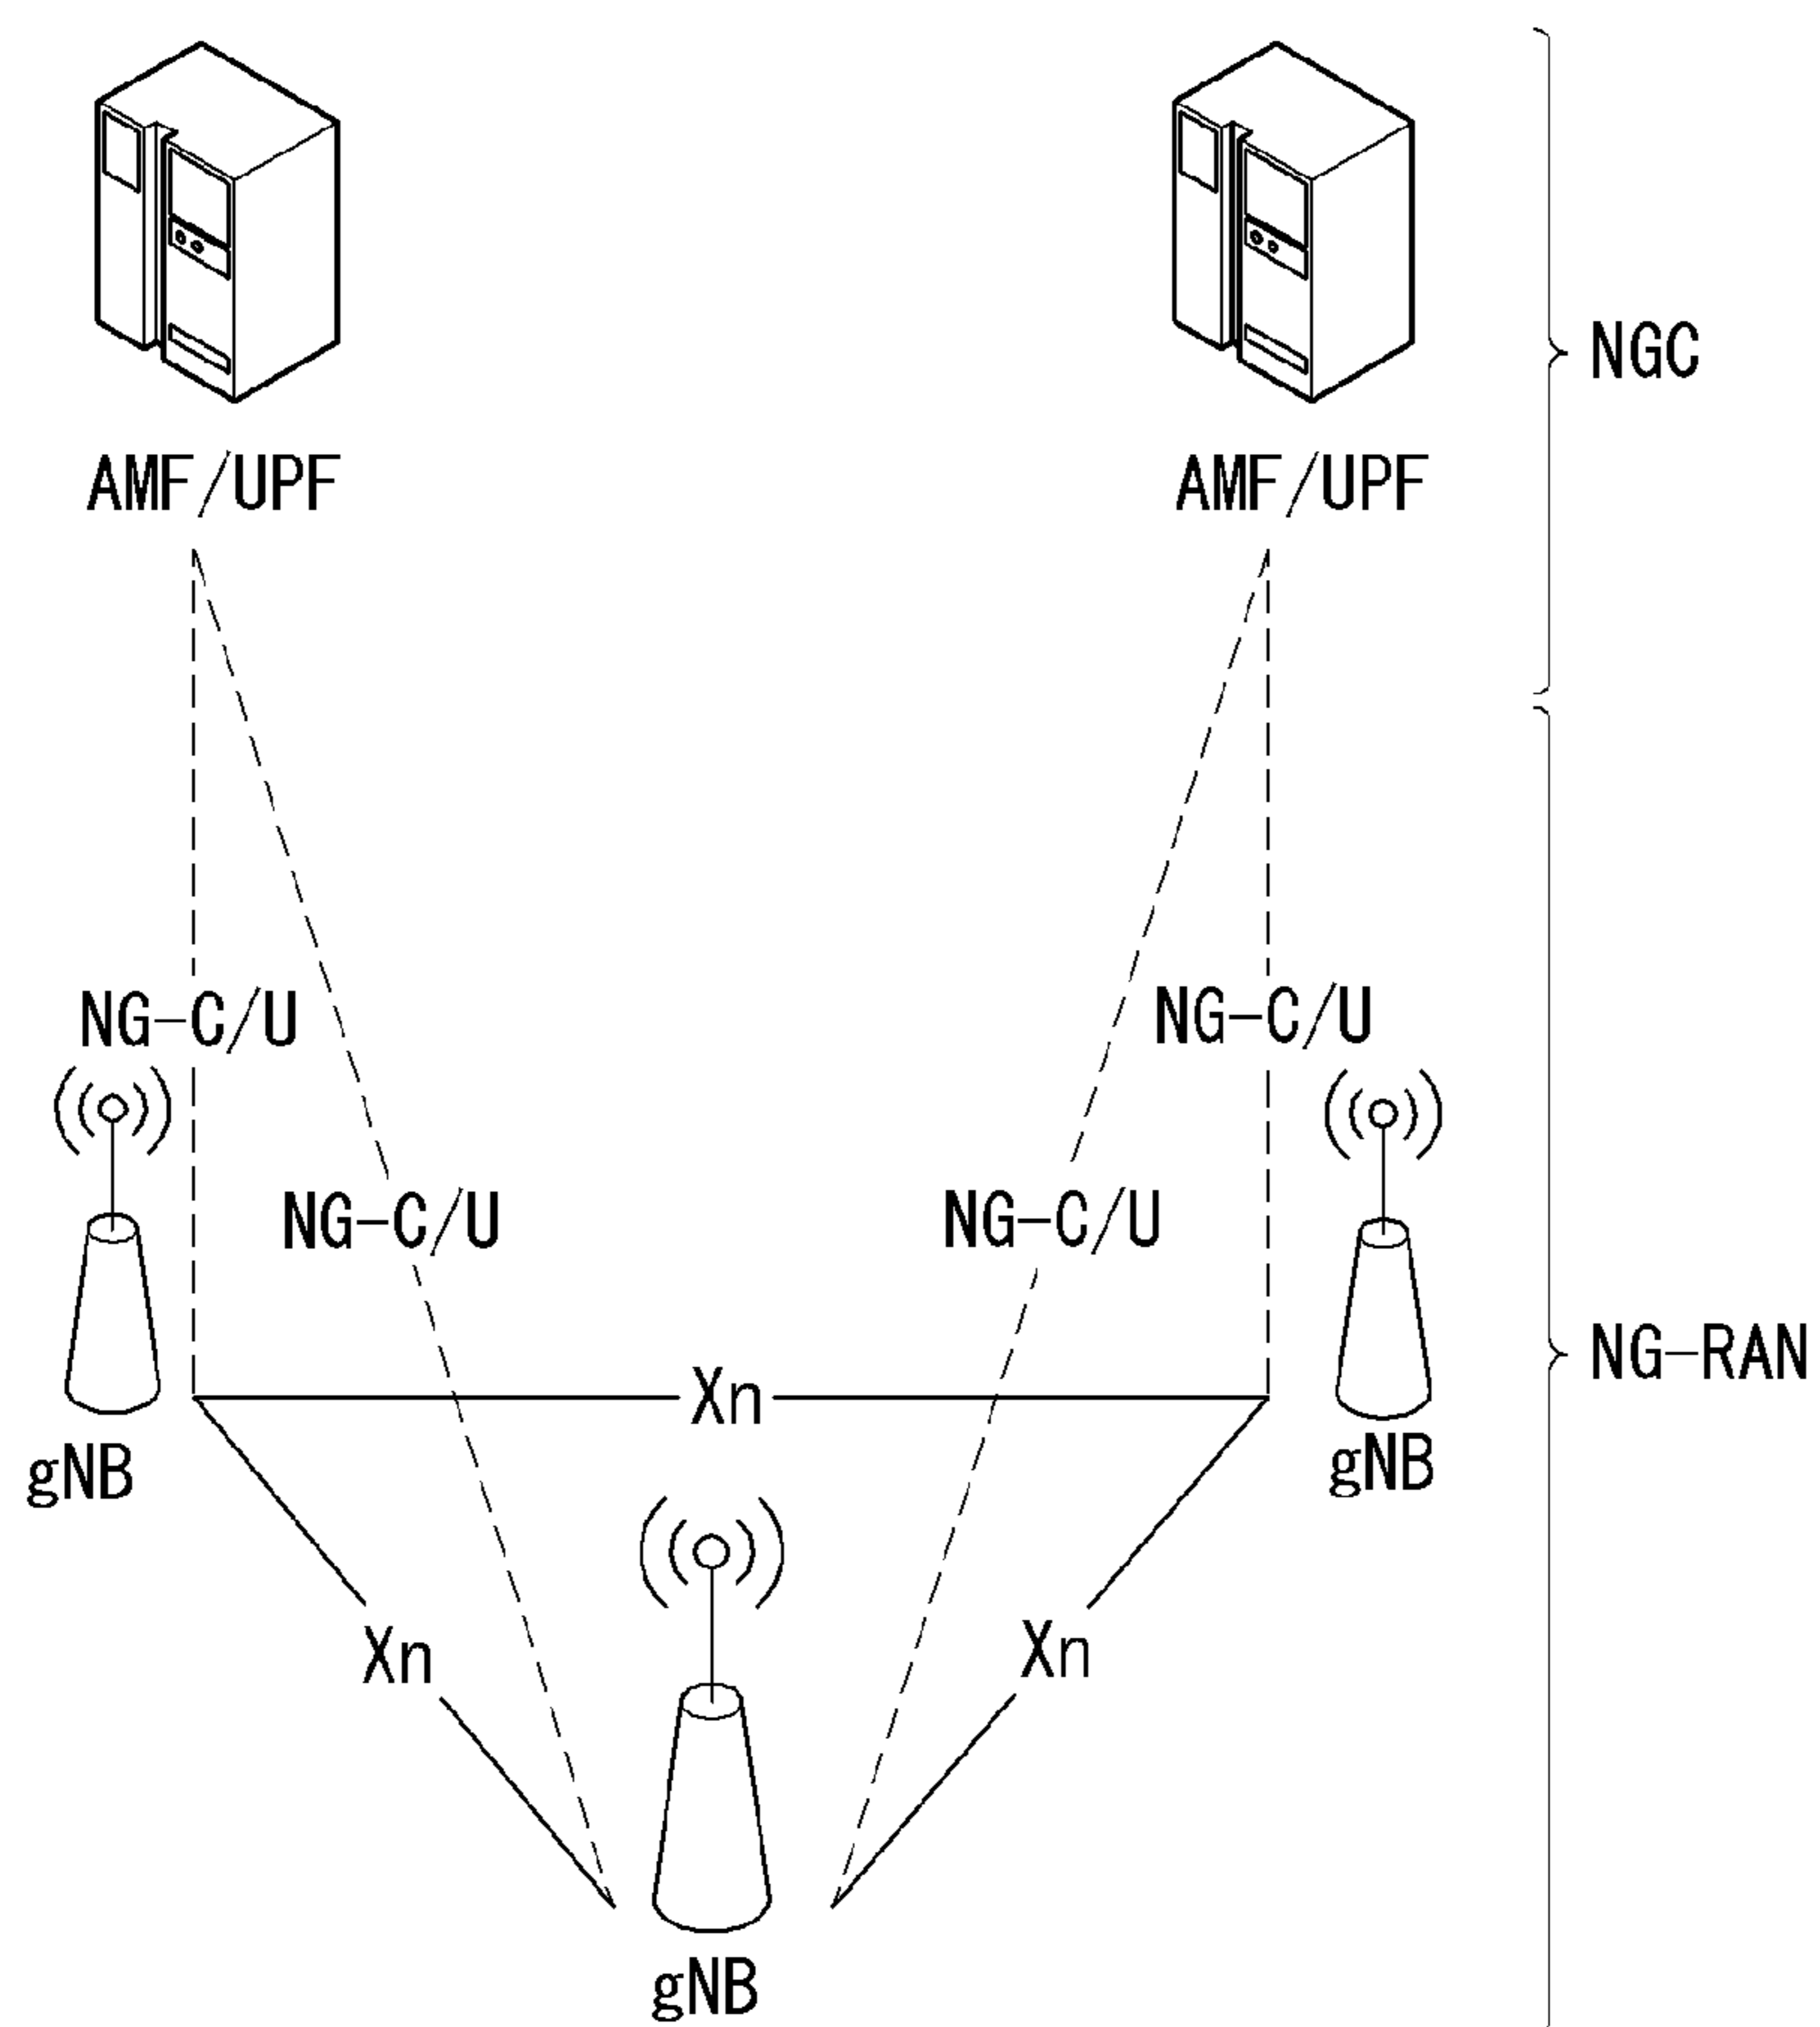 NGC
AMF/UPF
AMF/UPF
NG-C/U
NG-C/U
NG-C/U
NG-C/U
NG-RAN
Xn
gNB
gNB
Xn
Xn
gNB